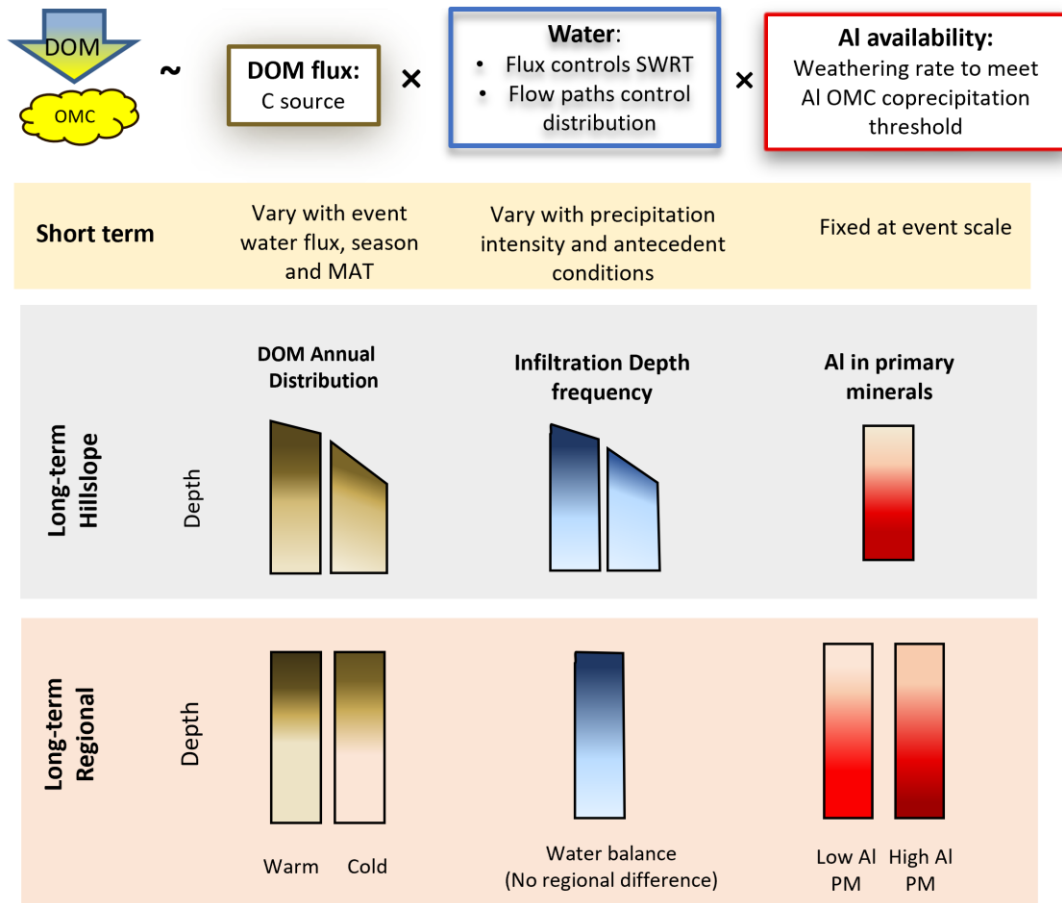 DOM
OMC
~
DOM flux:
C source
×
Water:
• Flux controls SWRT
• Flow paths control
distribution
×
Al availability:
Weathering rate to meet
Al OMC coprecipitation
threshold
Short term
Vary with event
water flux, season
and MAT
Vary with precipitation
intensity and antecedent
conditions
Fixed at event scale
Long-term
Hillslope
Depth
DOM Annual
Distribution
Infiltration Depth
frequency
Al in primary
minerals
Long-term
Regional
Depth
Warm
Cold
Water balance
(No regional difference)
Low Al
PM
High Al
PM